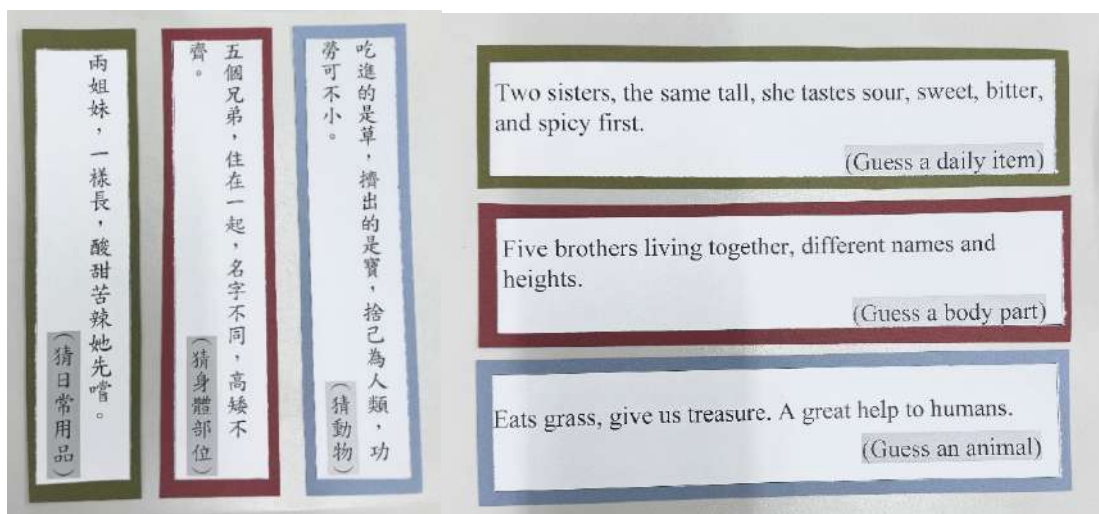 兩姐妹,一樣長,酸甜苦辣她先嚐。
(猜日常用品)
五個兄弟,住在一起,名字不同,高矮不
齊。 (猜身體部位)
吃進的是草,擠出的是寶,捨己為人類,功
勞可不小。 (猜動物)
Two sisters, the same tall, she tastes sour, sweet, bitter,
and spicy first.
(Guess a daily item)
Five brothers living together, different names and
heights.
(Guess a body part)
Eats grass, give us treasure. A great help to humans.
(Guess an animal)